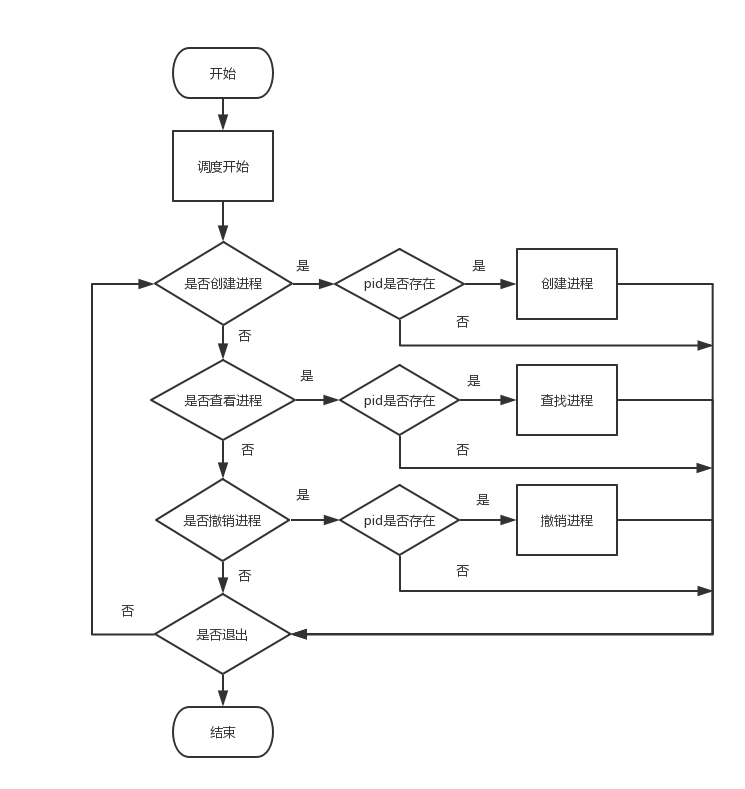 开始
调度开始
是否创建进程
是
pid是否存在
是
创建进程
否
否
是否查看进程
是
pid是否存在
是
查找进程
否
否
是否撤销进程
是
pid是否存在
是
撤销进程
否
否
是否退出
否
结束